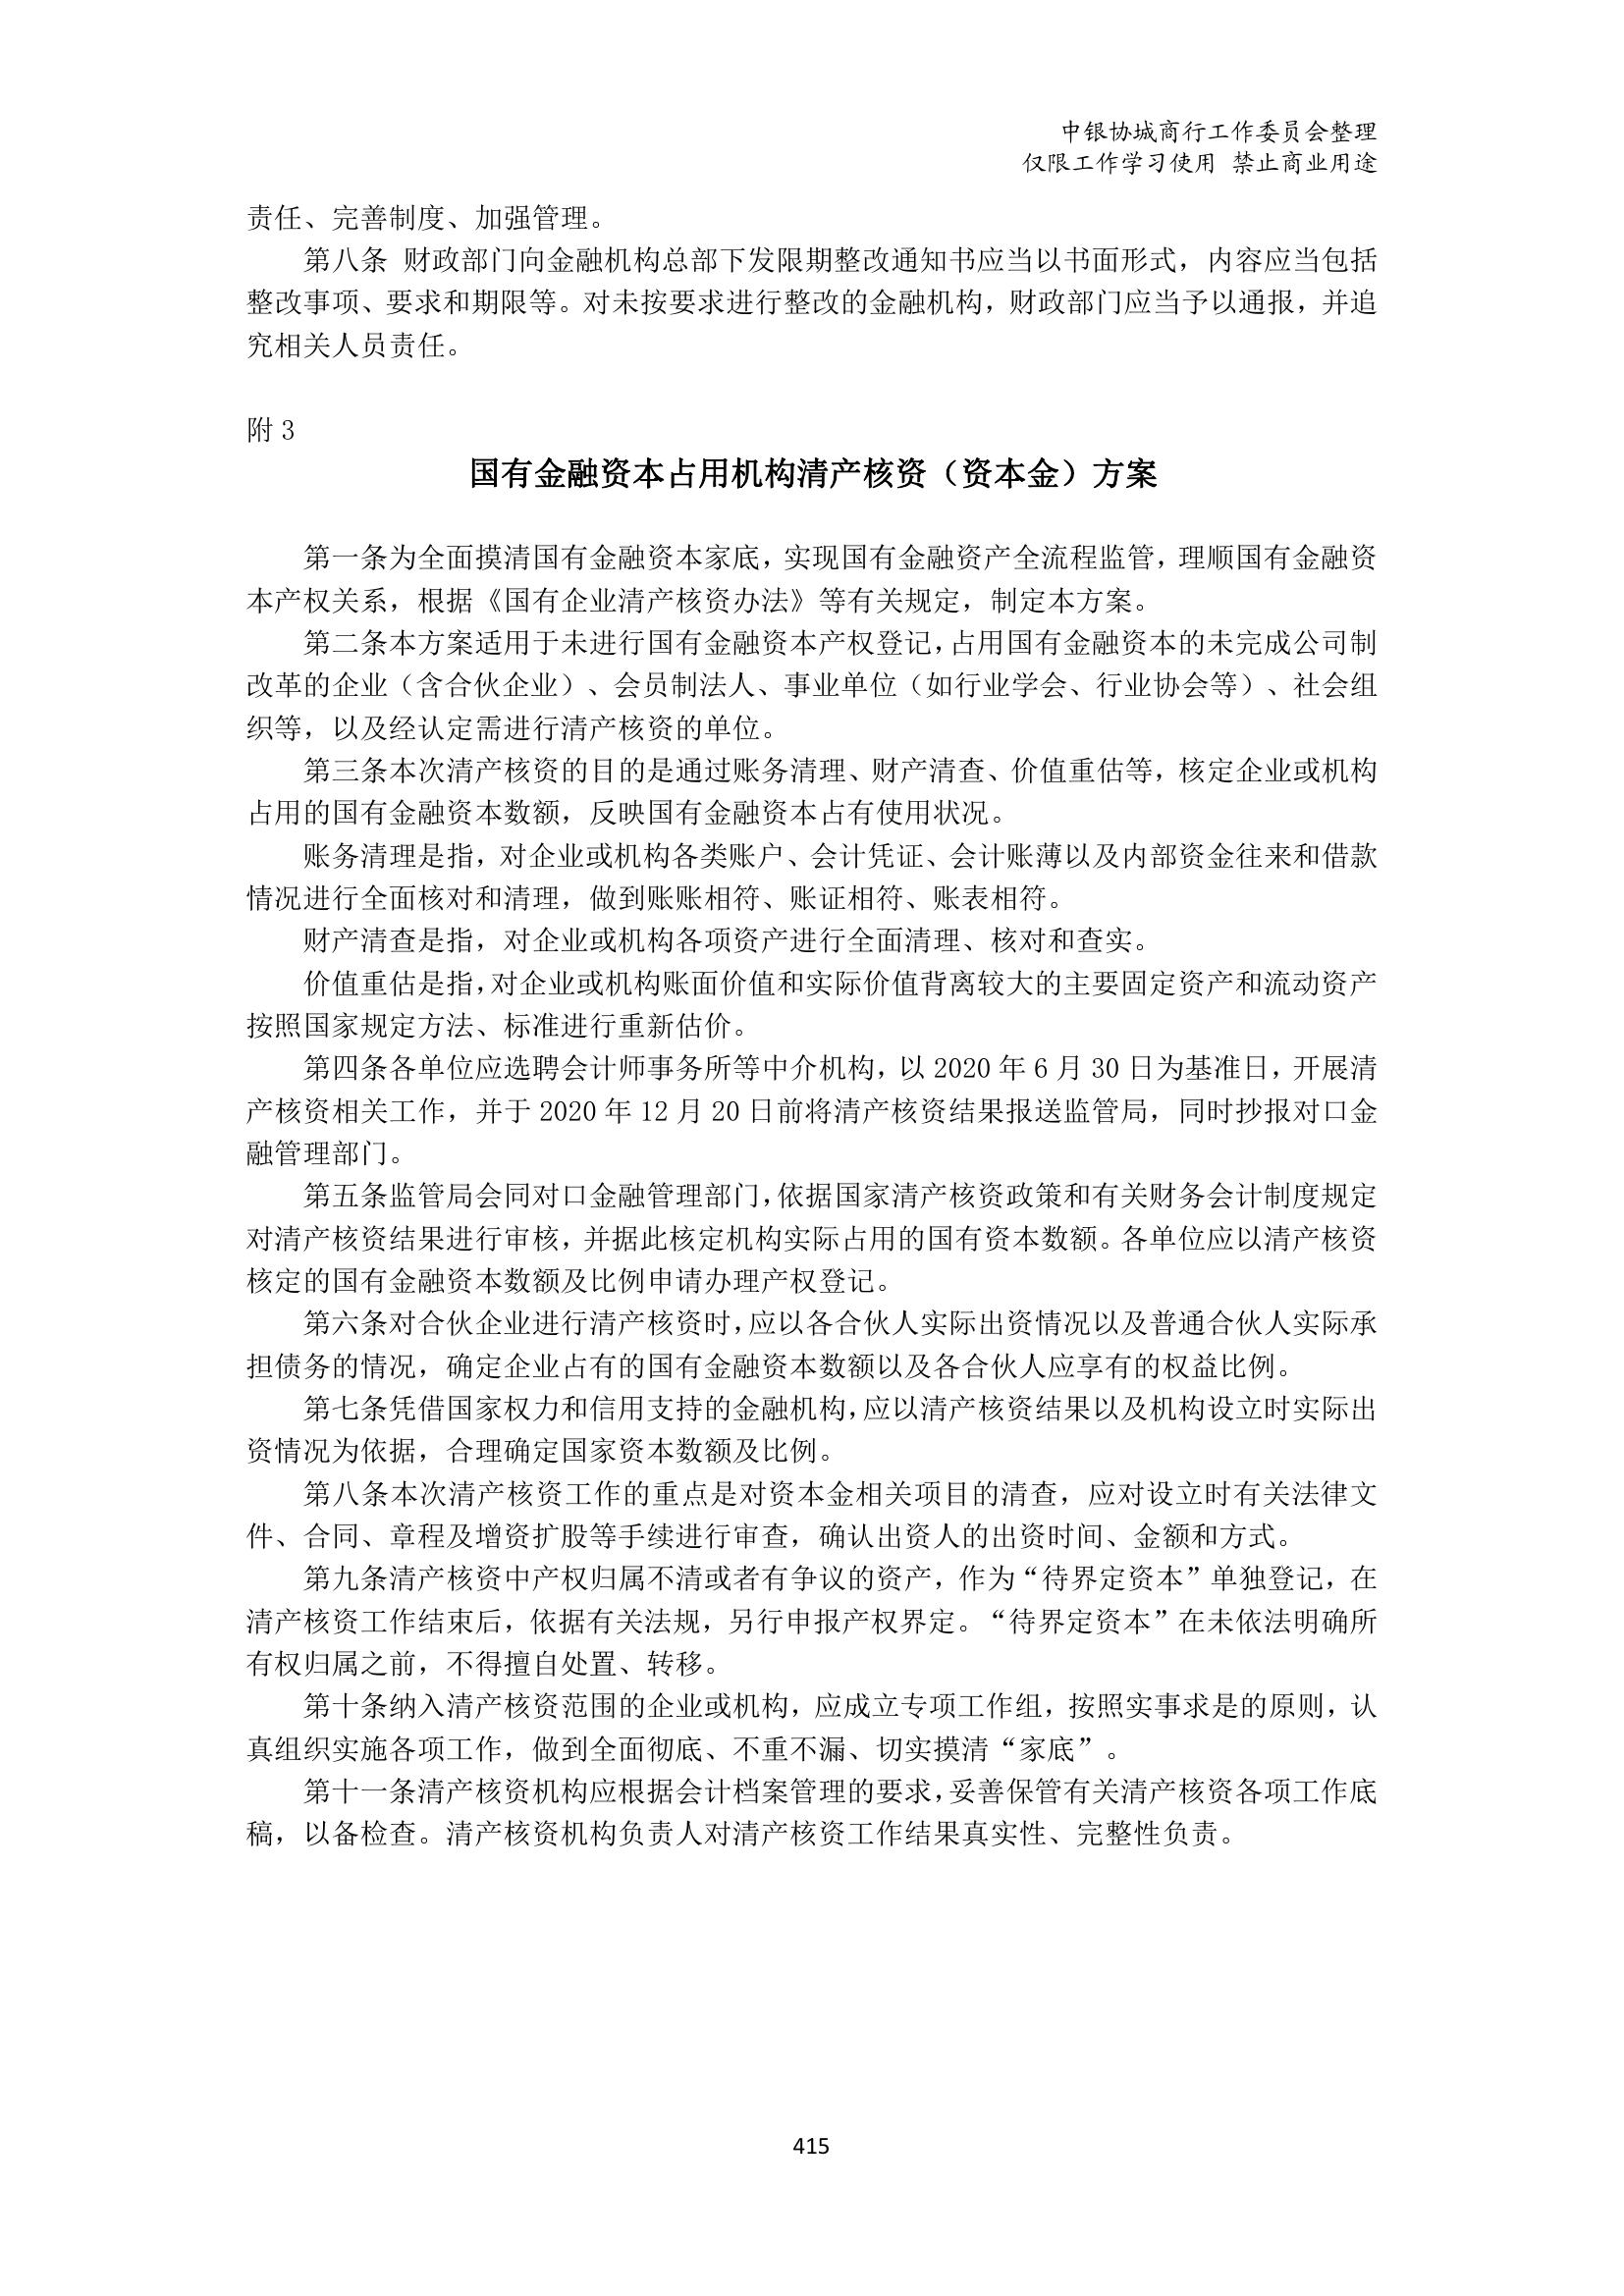 中银协城商行工作委员会整理
仅限工作学习使用 禁止商业用途
责任、完善制度、加强管理。
第八条 财政部门向金融机构总部下发限期整改通知书应当以书面形式，内容应当包括
整改事项、要求和期限等。对未按要求进行整改的金融机构，财政部门应当予以通报，并追
究相关人员责任。
附 3
国有金融资本占用机构清产核资（资本金）方案
第一条为全面摸清国有金融资本家底，实现国有金融资产全流程监管，理顺国有金融资
本产权关系，根据《国有企业清产核资办法》等有关规定，制定本方案。
第二条本方案适用于未进行国有金融资本产权登记，占用国有金融资本的未完成公司制
改革的企业（含合伙企业）、会员制法人、事业单位（如行业学会、行业协会等）、社会组
织等，以及经认定需进行清产核资的单位。
第三条本次清产核资的目的是通过账务清理、财产清查、价值重估等，核定企业或机构
占用的国有金融资本数额，反映国有金融资本占有使用状况。
账务清理是指，对企业或机构各类账户、会计凭证、会计账薄以及内部资金往来和借款
情况进行全面核对和清理，做到账账相符、账证相符、账表相符。
财产清查是指，对企业或机构各项资产进行全面清理、核对和查实。
价值重估是指，对企业或机构账面价值和实际价值背离较大的主要固定资产和流动资产
按照国家规定方法、标准进行重新估价。
第四条各单位应选聘会计师事务所等中介机构，以 2020 年 6 月 30 日为基准日，开展清
产核资相关工作，并于 2020 年 12 月 20 日前将清产核资结果报送监管局，同时抄报对口金
融管理部门。
第五条监管局会同对口金融管理部门，依据国家清产核资政策和有关财务会计制度规定
对清产核资结果进行审核，并据此核定机构实际占用的国有资本数额。各单位应以清产核资
核定的国有金融资本数额及比例申请办理产权登记。
第六条对合伙企业进行清产核资时，应以各合伙人实际出资情况以及普通合伙人实际承
担债务的情况，确定企业占有的国有金融资本数额以及各合伙人应享有的权益比例。
第七条凭借国家权力和信用支持的金融机构，应以清产核资结果以及机构设立时实际出
资情况为依据，合理确定国家资本数额及比例。
第八条本次清产核资工作的重点是对资本金相关项目的清查，应对设立时有关法律文
件、合同、章程及增资扩股等手续进行审查，确认出资人的出资时间、金额和方式。
第九条清产核资中产权归属不清或者有争议的资产，作为“待界定资本”单独登记，在
清产核资工作结束后，依据有关法规，另行申报产权界定。“待界定资本”在未依法明确所
有权归属之前，不得擅自处置、转移。
第十条纳入清产核资范围的企业或机构，应成立专项工作组，按照实事求是的原则，认
真组织实施各项工作，做到全面彻底、不重不漏、切实摸清“家底”。
第十一条清产核资机构应根据会计档案管理的要求，妥善保管有关清产核资各项工作底
稿，以备检查。清产核资机构负责人对清产核资工作结果真实性、完整性负责。
415